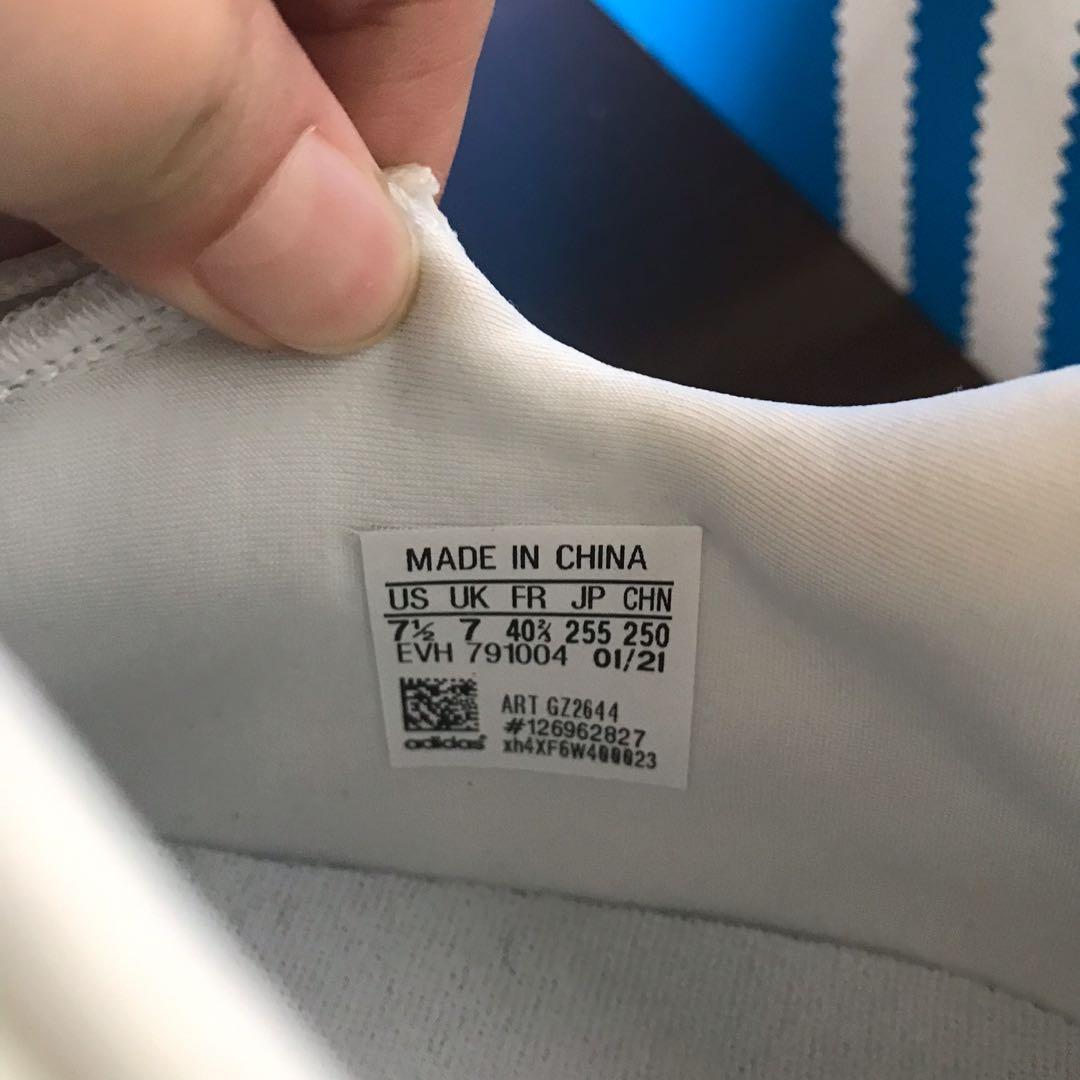 MADE IN CHINA
US UK FR JP CHN
7½ 7 40⅔ 255 250
EVH 791004 01/21
ART GZ2644
#126962827
adidas xh4XF6W400023